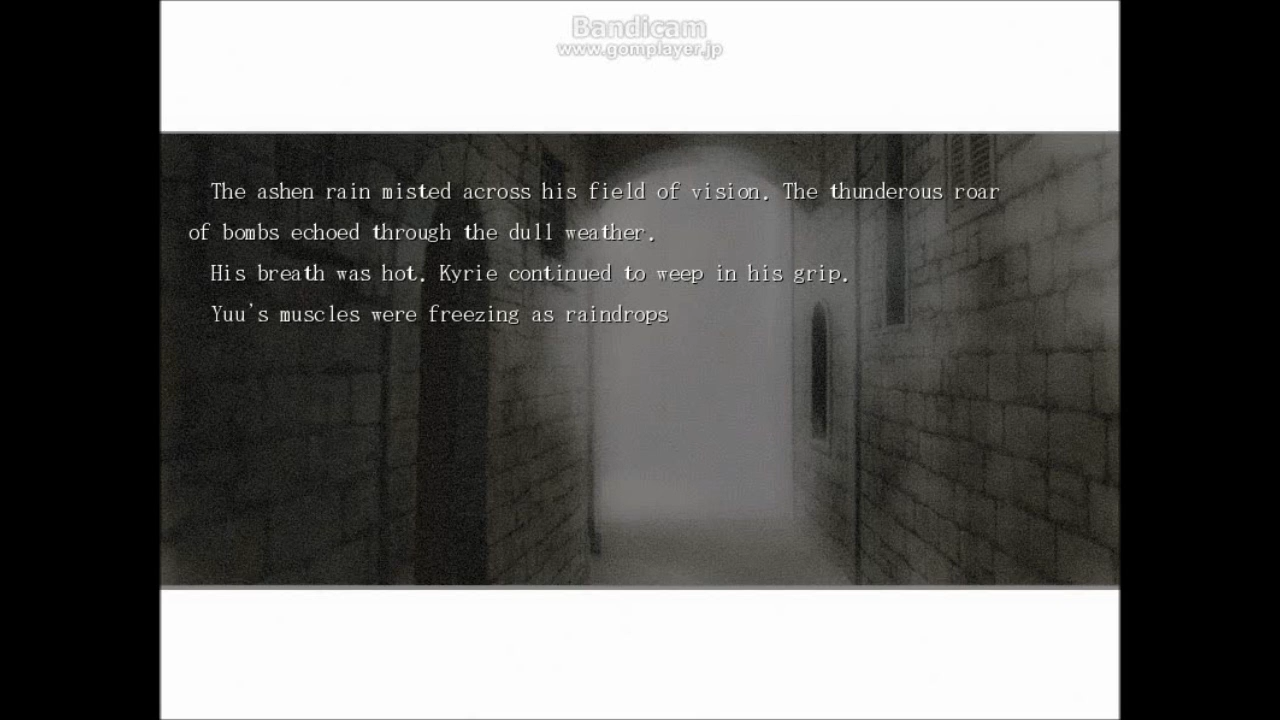 Bandicam
www.gomplayer.jp
The ashen rain misted across his field of vision. The thunderous roar
of bombs echoed through the dull weather.
His breath was hot. Kyrie continued to weep in his grip.
Yuu's muscles were freezing as raindrops